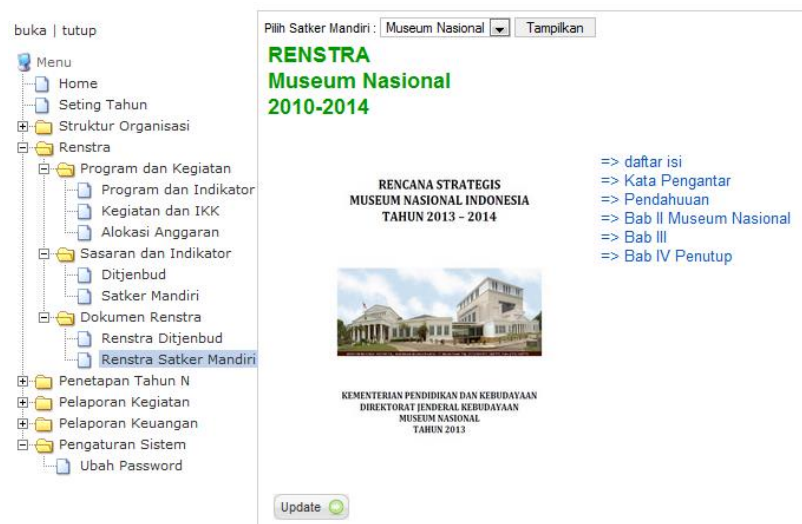 buka | tutup
Menu
Home
Seting Tahun
Struktur Organisasi
Renstra
Program dan Kegiatan
Program dan Indikator
Kegiatan dan IKK
Alokasi Anggaran
Sasaran dan Indikator
Ditjenbud
Satker Mandiri
Dokumen Renstra
Renstra Ditjenbud
Renstra Satker Mandiri
Penetapan Tahun N
Pelaporan Kegiatan
Pelaporan Keuangan
Pengaturan Sistem
Ubah Password
Pilih Satker Mandiri : Museum Nasional Tampilkan
RENSTRA
Museum Nasional
2010-2014
RENCANA STRATEGIS
MUSEUM NASIONAL INDONESIA
TAHUN 2013 – 2014
KEMENTERIAN PENDIDIKAN DAN KEBUDAYAAN
DIREKTORAT JENDERAL KEBUDAYAAN
MUSEUM NASIONAL
TAHUN 2013
=> daftar isi
=> Kata Pengantar
=> Pendahuuan
=> Bab II Museum Nasional
=> Bab III
=> Bab IV Penutup
Update